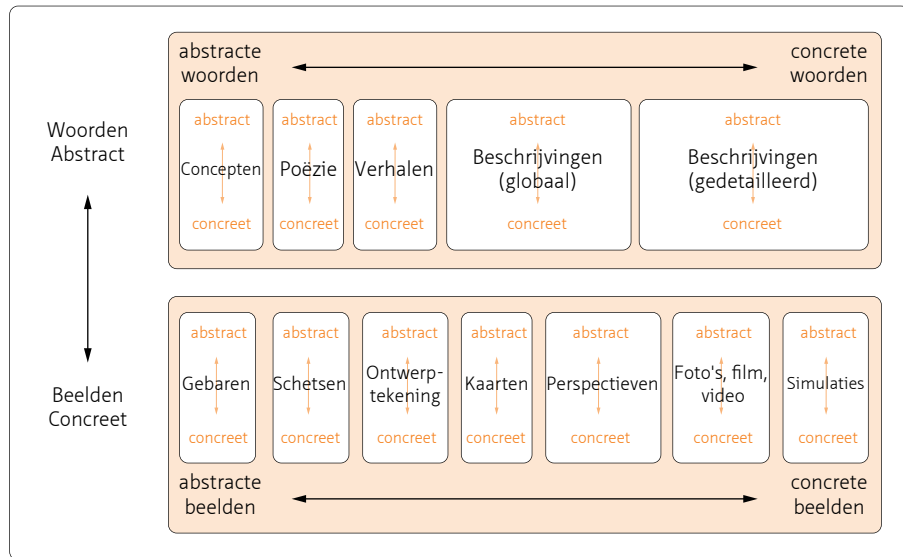 abstracte
woorden
concrete
woorden
Woorden
Abstract
abstract
Concepten
concreet
abstract
Poëzie
concreet
abstract
Verhalen
concreet
abstract
Beschrijvingen
(globaal)
concreet
abstract
Beschrijvingen
(gedetailleerd)
concreet
Beelden
Concreet
abstract
Gebaren
concreet
abstract
Schetsen
concreet
abstract
Ontwerp-
tekening
concreet
abstract
Kaarten
concreet
abstract
Perspectieven
concreet
abstract
Foto's, film,
video
concreet
abstract
Simulaties
concreet
abstracte
beelden
concrete
beelden